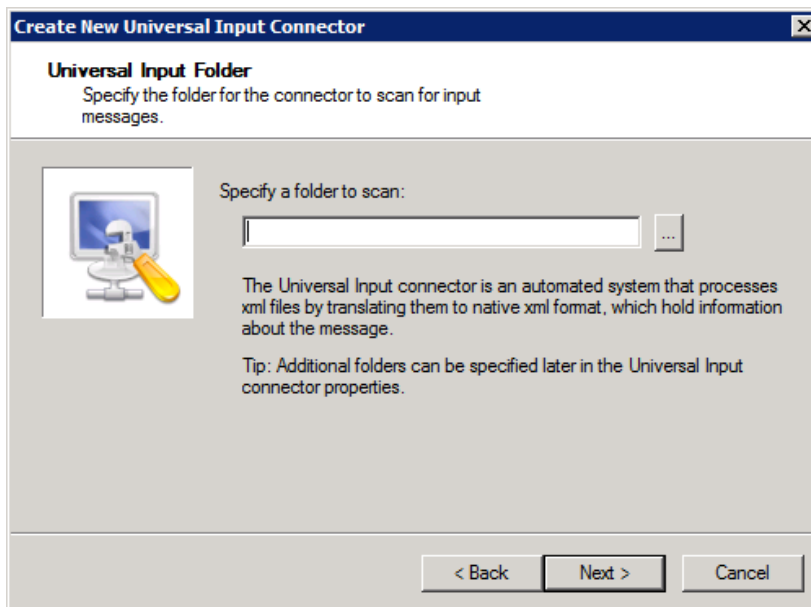 Create New Universal Input Connector
Universal Input Folder
Specify the folder for the connector to scan for input
messages.
Specify a folder to scan:
...
The Universal Input connector is an automated system that processes
xml files by translating them to native xml format, which hold information
about the message.
Tip: Additional folders can be specified later in the Universal Input
connector properties.
< Back
Next >
Cancel